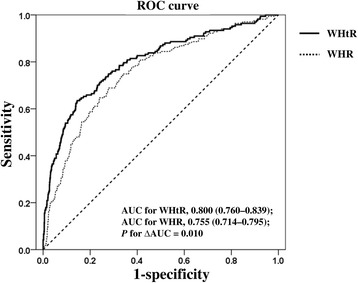 ROC curve
WHtR
WHR
Sensitivity
1.0
0.8
0.6
0.4
0.2
0.0
AUC for WHtR, 0.800 (0.760–0.839);
AUC for WHR, 0.755 (0.714–0.795);
P for ΔAUC = 0.010
0.0 0.2 0.4 0.6 0.8 1.0
1-specificity